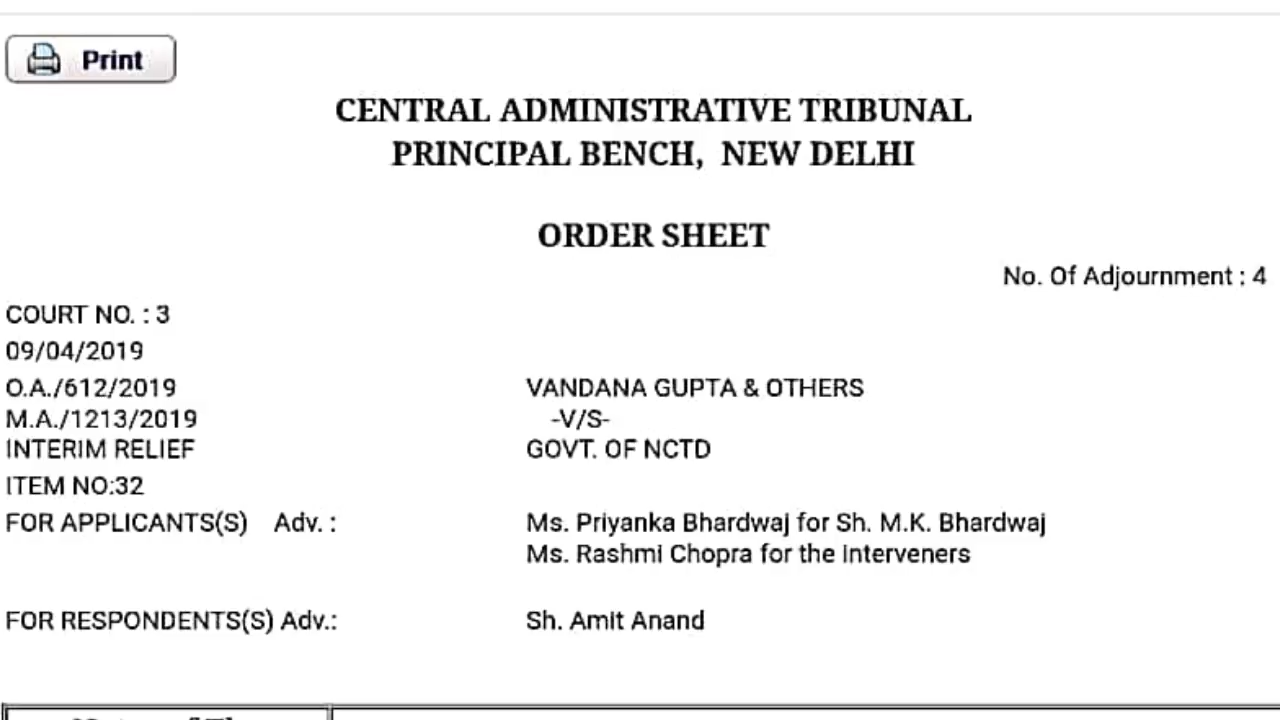 Print
CENTRAL ADMINISTRATIVE TRIBUNAL
PRINCIPAL BENCH, NEW DELHI
ORDER SHEET
No. Of Adjournment : 4
COURT NO. : 3
09/04/2019
O.A./612/2019 VANDANA GUPTA & OTHERS
M.A./1213/2019 -V/S-
INTERIM RELIEF GOVT. OF NCTD
ITEM NO:32
FOR APPLICANTS(S) Adv. : Ms. Priyanka Bhardwaj for Sh. M.K. Bhardwaj
Ms. Rashmi Chopra for the Interveners
FOR RESPONDENTS(S) Adv.: Sh. Amit Anand